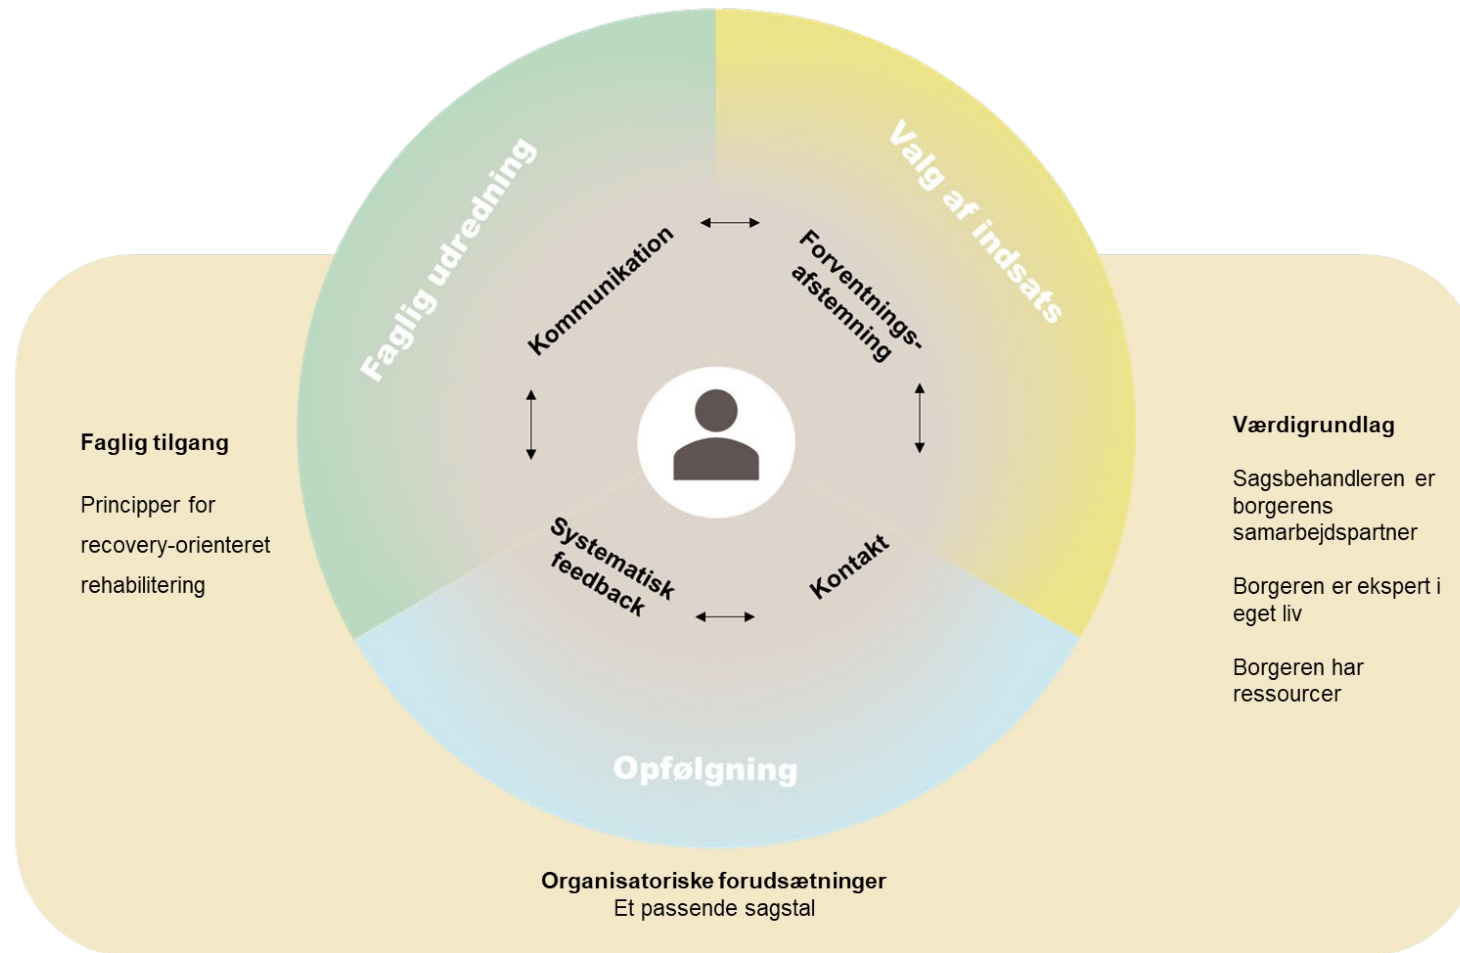 Faglig udredning
Valg af indsats
Kommunikation
Forventnings-
afstemning
Systematisk
feedback
Kontakt
Opfølgning
Faglig tilgang
Principper for
recovery-orienteret
rehabilitering
Værdigrundlag
Sagsbehandleren er
borgerens
samarbejdspartner
Borgeren er ekspert i
eget liv
Borgeren har
ressourcer
Organisatoriske forudsætninger
Et passende sagstal